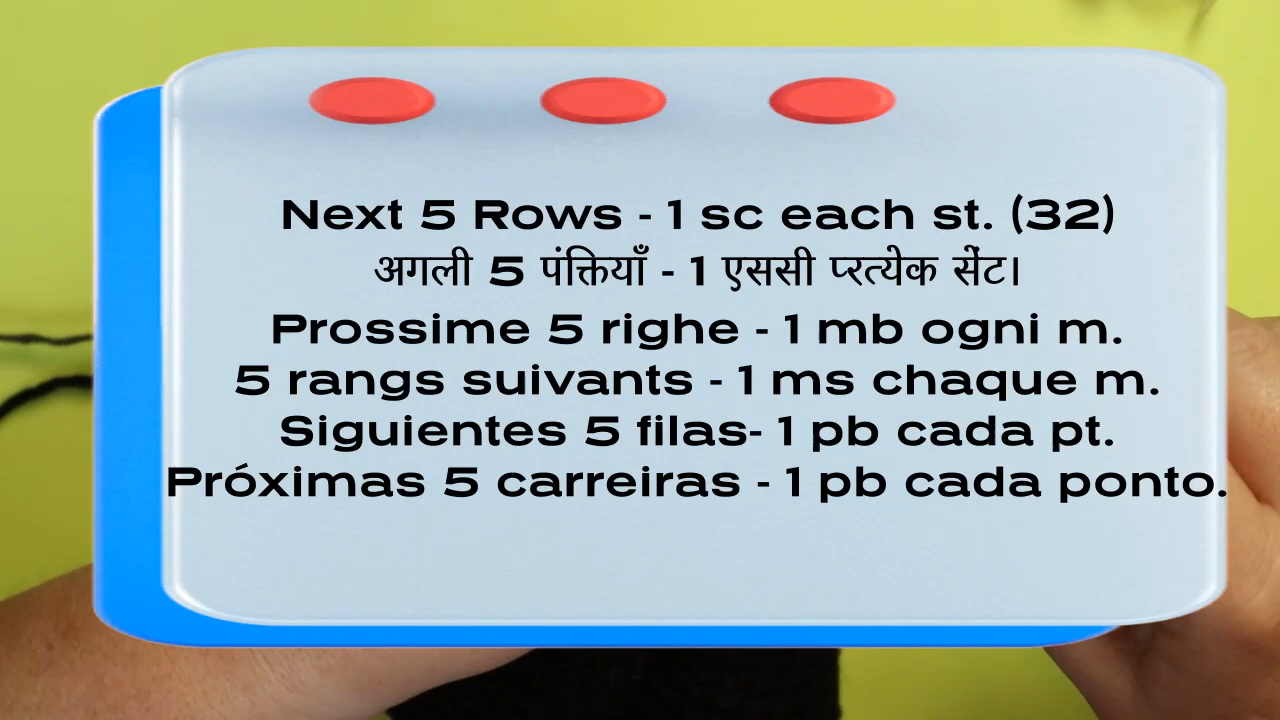 Next 5 Rows - 1 sc each st. (32)
अगली 5 पंक्तियाँ - 1 एससी प्रत्येक सेंट।
Prossime 5 righe - 1 mb ogni m.
5 rangs suivants - 1 ms chaque m.
Siguientes 5 filas- 1 pb cada pt.
Próximas 5 carreiras - 1 pb cada ponto.